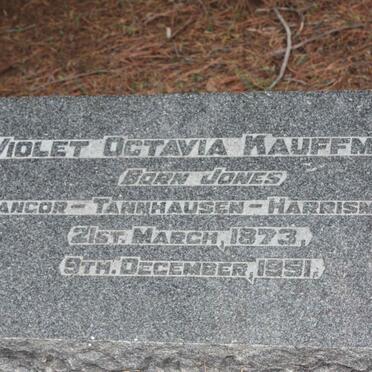 VIOLET OCTAVIA KAUFFM
BORN JONES
ANCOR - TANNHAUSEN - HARRISM
21ST. MARCH, 1873.
9TH. DECEMBER, 1951.